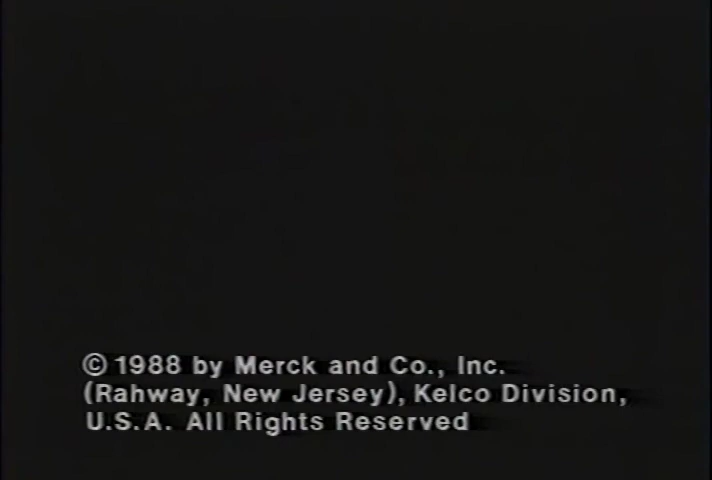 © 1988 by Merck and Co., Inc.
(Rahway, New Jersey), Kelco Division,
U.S.A. All Rights Reserved